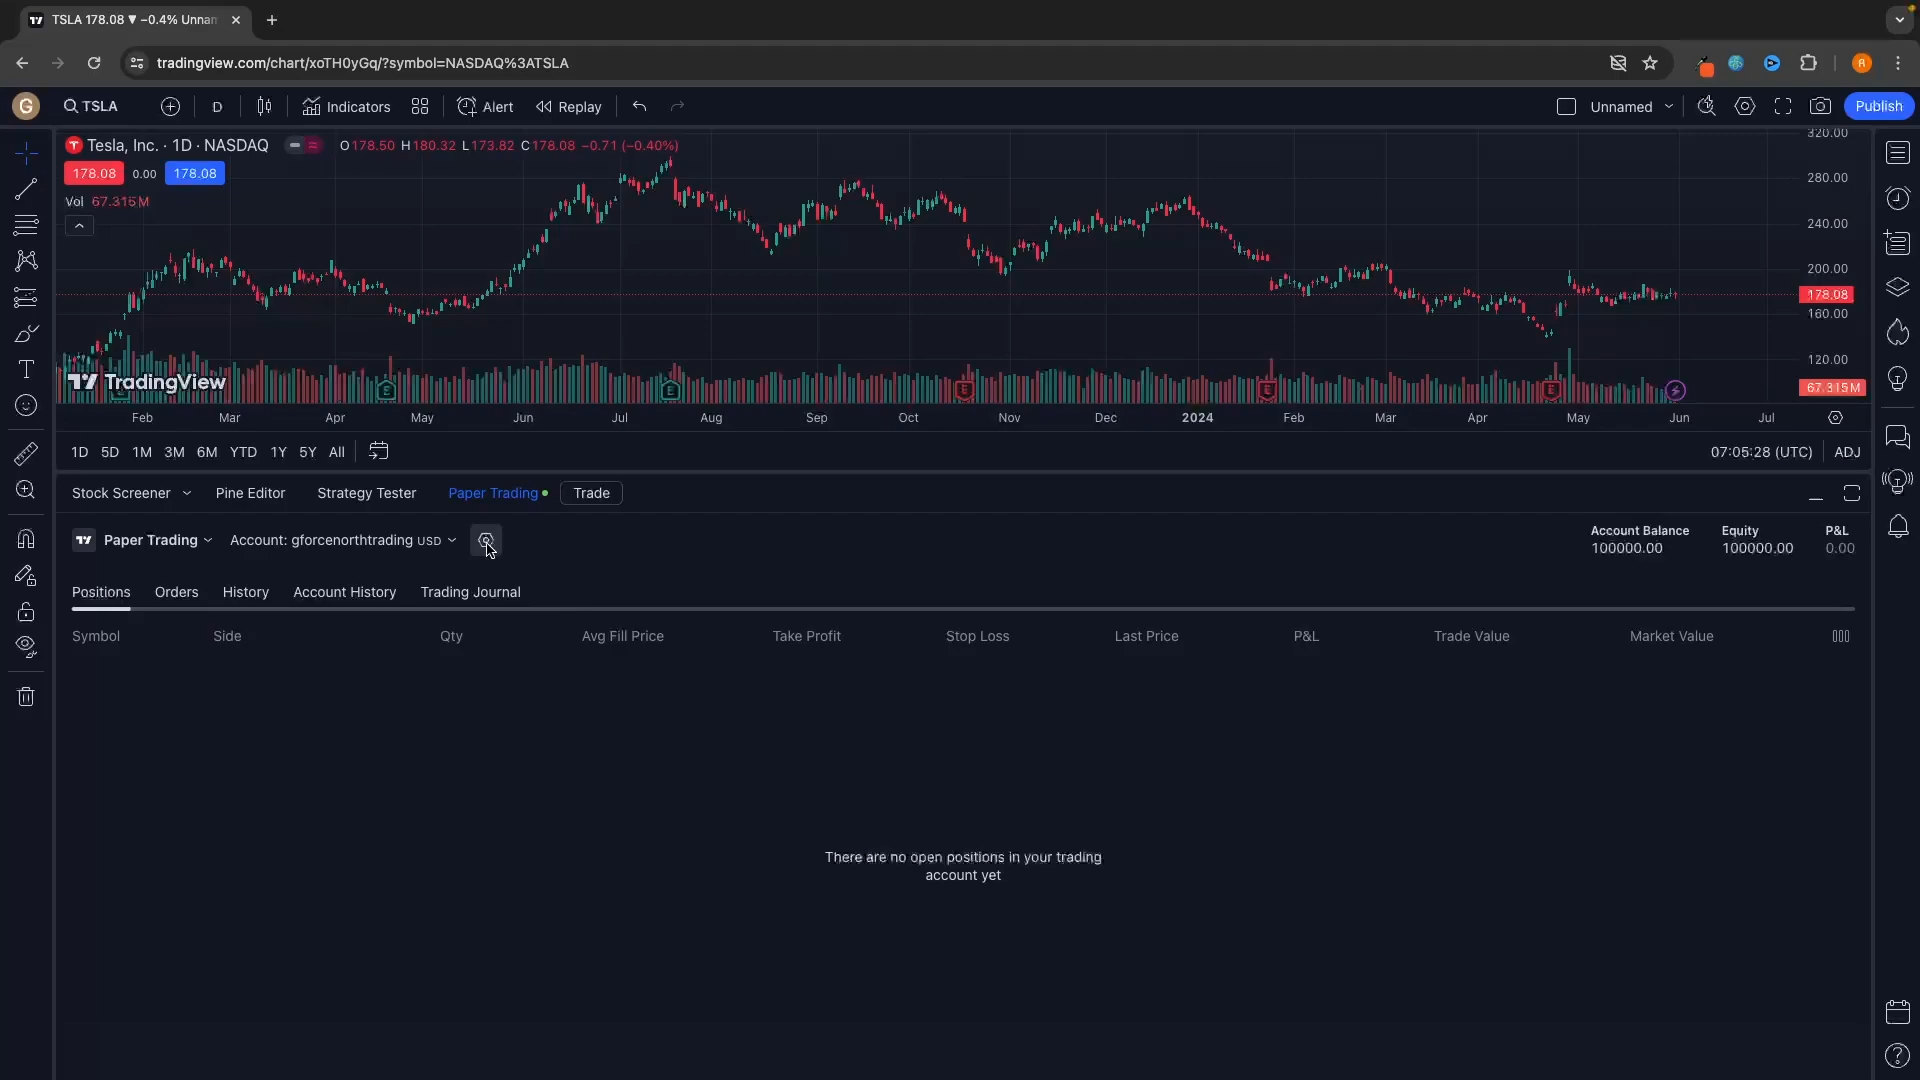 TSLA 178.08 ▼ −0.4% Unnan
tradingview.com/chart/xoTH0yGq/?symbol=NASDAQ%3ATSLA
R
G
TSLA
D
Indicators
Alert
Replay
Unnamed
Publish
Tesla, Inc. · 1D · NASDAQ
O178.50 H180.32 L173.82 C178.08 −0.71 (−0.40%)
178.08 0.00 178.08
Vol 67.315M
320.00
280.00
240.00
200.00
178.08
160.00
120.00
67.315M
TradingView
E E E E E
Feb Mar Apr May Jun Jul Aug Sep Oct Nov Dec 2024 Feb Mar Apr May Jun Jul
1D 5D 1M 3M 6M YTD 1Y 5Y All
07:05:28 (UTC) ADJ
Stock Screener Pine Editor Strategy Tester Paper Trading Trade
Paper Trading Account: gforcenorthtrading USD
Account Balance Equity P&L
100000.00 100000.00 0.00
Positions Orders History Account History Trading Journal
Symbol Side Qty Avg Fill Price Take Profit Stop Loss Last Price P&L Trade Value Market Value
There are no open positions in your trading
account yet